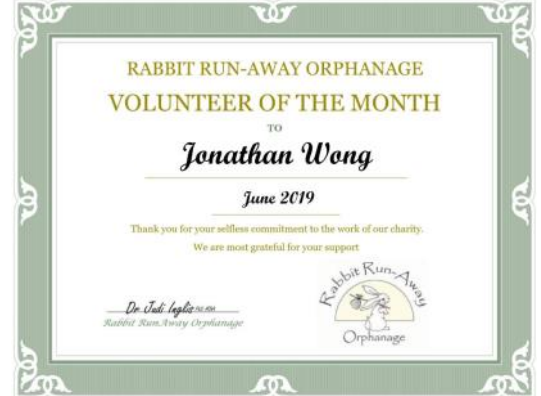 RABBIT RUN-AWAY ORPHANAGE
VOLUNTEER OF THE MONTH
TO
Jonathan Wong
June 2019
Thank you for your selfless commitment to the work of our charity.
We are most grateful for your support
Dr Judi Inglis
Rabbit Run Away Orphanage
Rabbit Run-Away
Orphanage